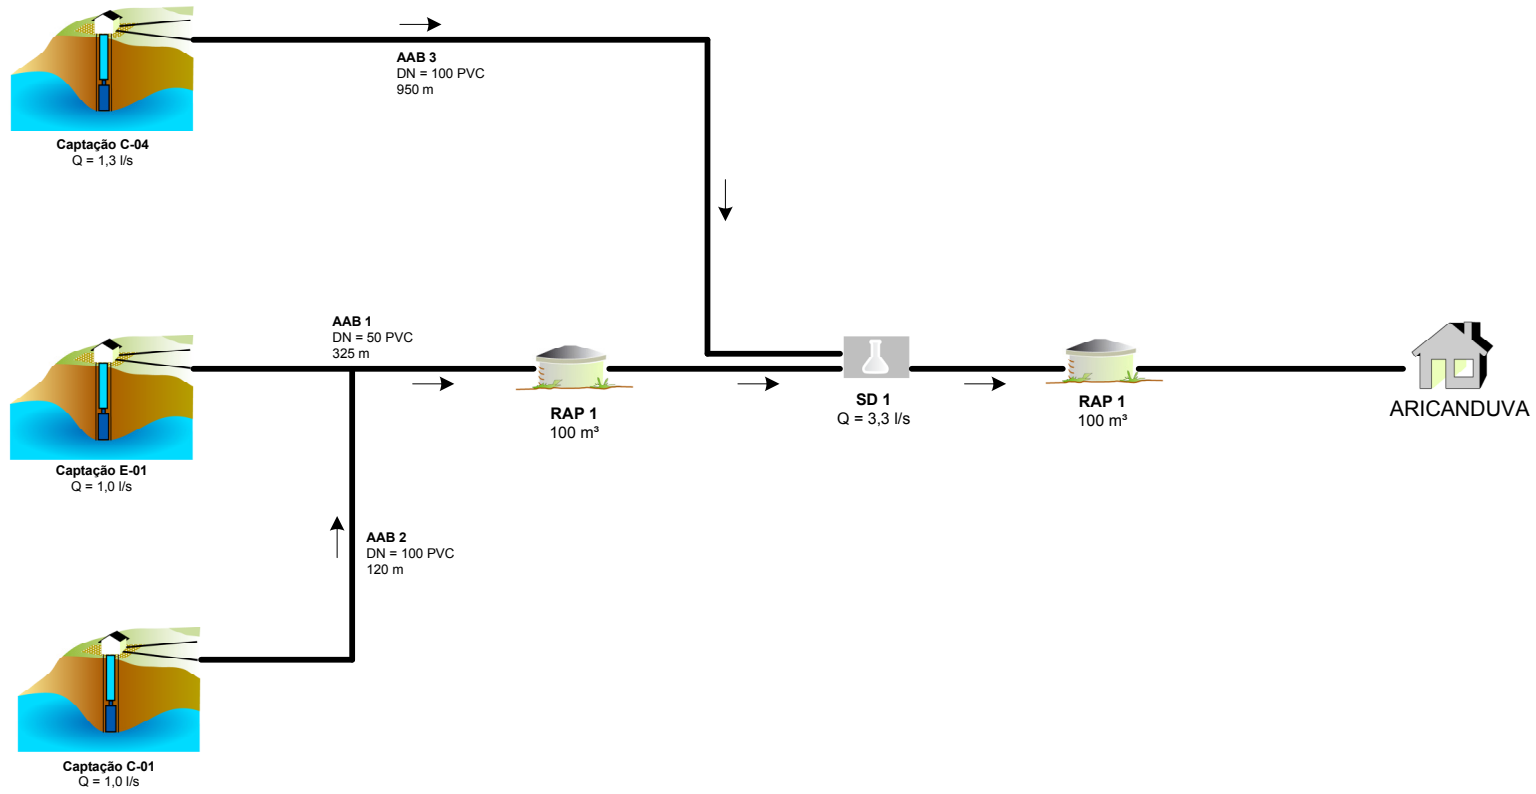 AAB 3
DN = 100 PVC
950 m
Captação C-04
Q = 1,3 l/s
AAB 1
DN = 50 PVC
325 m
RAP 1
100 m³
SD 1
Q = 3,3 l/s
RAP 1
100 m³
ARICANDUVA
Captação E-01
Q = 1,0 l/s
AAB 2
DN = 100 PVC
120 m
Captação C-01
Q = 1,0 l/s